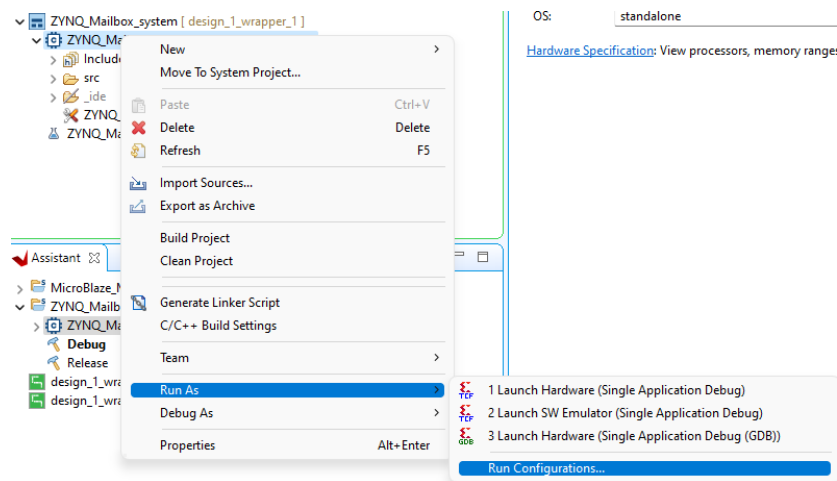 ZYNQ_Mailbox_system [ design_1_wrapper_1 ]
ZYNQ_Ma
Includ
src
_ide
ZYNQ_
ZYNQ_Ma
New
Move To System Project...
Paste Ctrl+V
Delete Delete
Refresh F5
Import Sources...
Export as Archive
Build Project
Clean Project
Generate Linker Script
C/C++ Build Settings
Team
Run As
Debug As
Properties Alt+Enter
OS: standalone
Hardware Specification: View processors, memory ranges
Assistant
MicroBlaze_M
ZYNQ_Mailb
ZYNQ_Ma
Debug
Release
design_1_wra
design_1_wra
1 Launch Hardware (Single Application Debug)
2 Launch SW Emulator (Single Application Debug)
3 Launch Hardware (Single Application Debug (GDB))
Run Configurations...